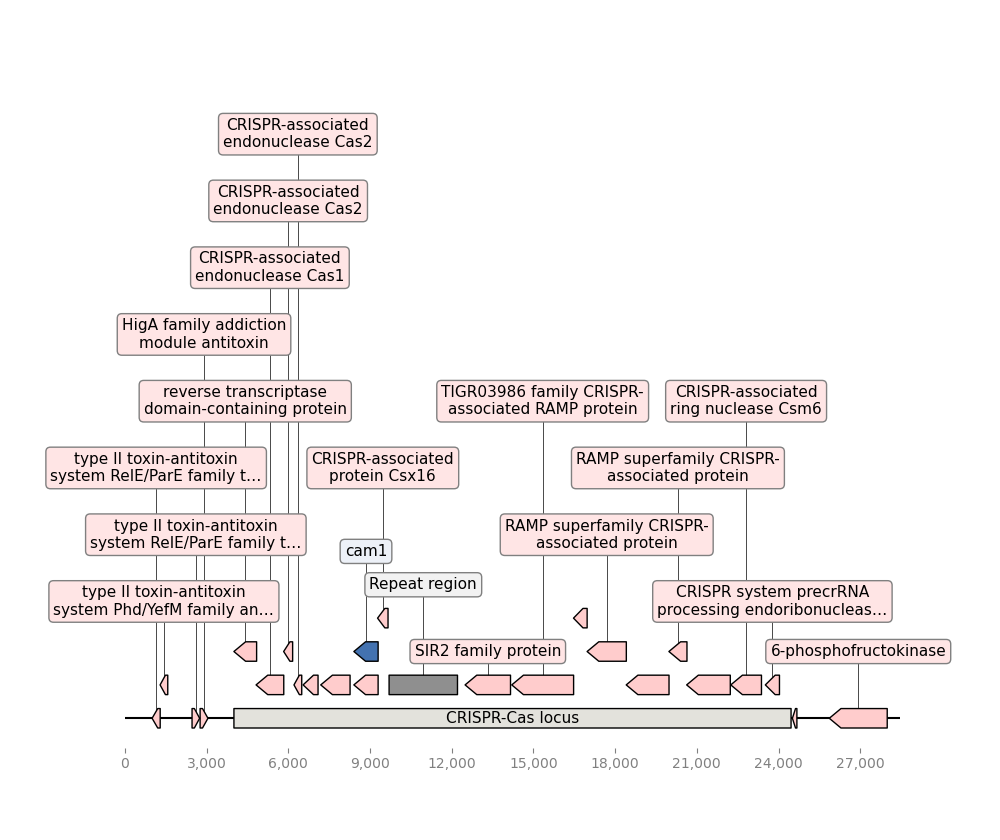 CRISPR-associated
endonuclease Cas2
CRISPR-associated
endonuclease Cas2
CRISPR-associated
endonuclease Cas1
HigA family addiction
module antitoxin
reverse transcriptase
domain-containing protein
TIGR03986 family CRISPR-
associated RAMP protein
CRISPR-associated
ring nuclease Csm6
type II toxin-antitoxin
system RelE/ParE family t...
CRISPR-associated
protein Csx16
RAMP superfamily CRISPR-
associated protein
type II toxin-antitoxin
system RelE/ParE family t...
RAMP superfamily CRISPR-
associated protein
cam1
Repeat region
type II toxin-antitoxin
system Phd/YefM family an...
CRISPR system precrRNA
processing endoribonucleas...
SIR2 family protein
6-phosphofructokinase
CRISPR-Cas locus
0 3,000 6,000 9,000 12,000 15,000 18,000 21,000 24,000 27,000